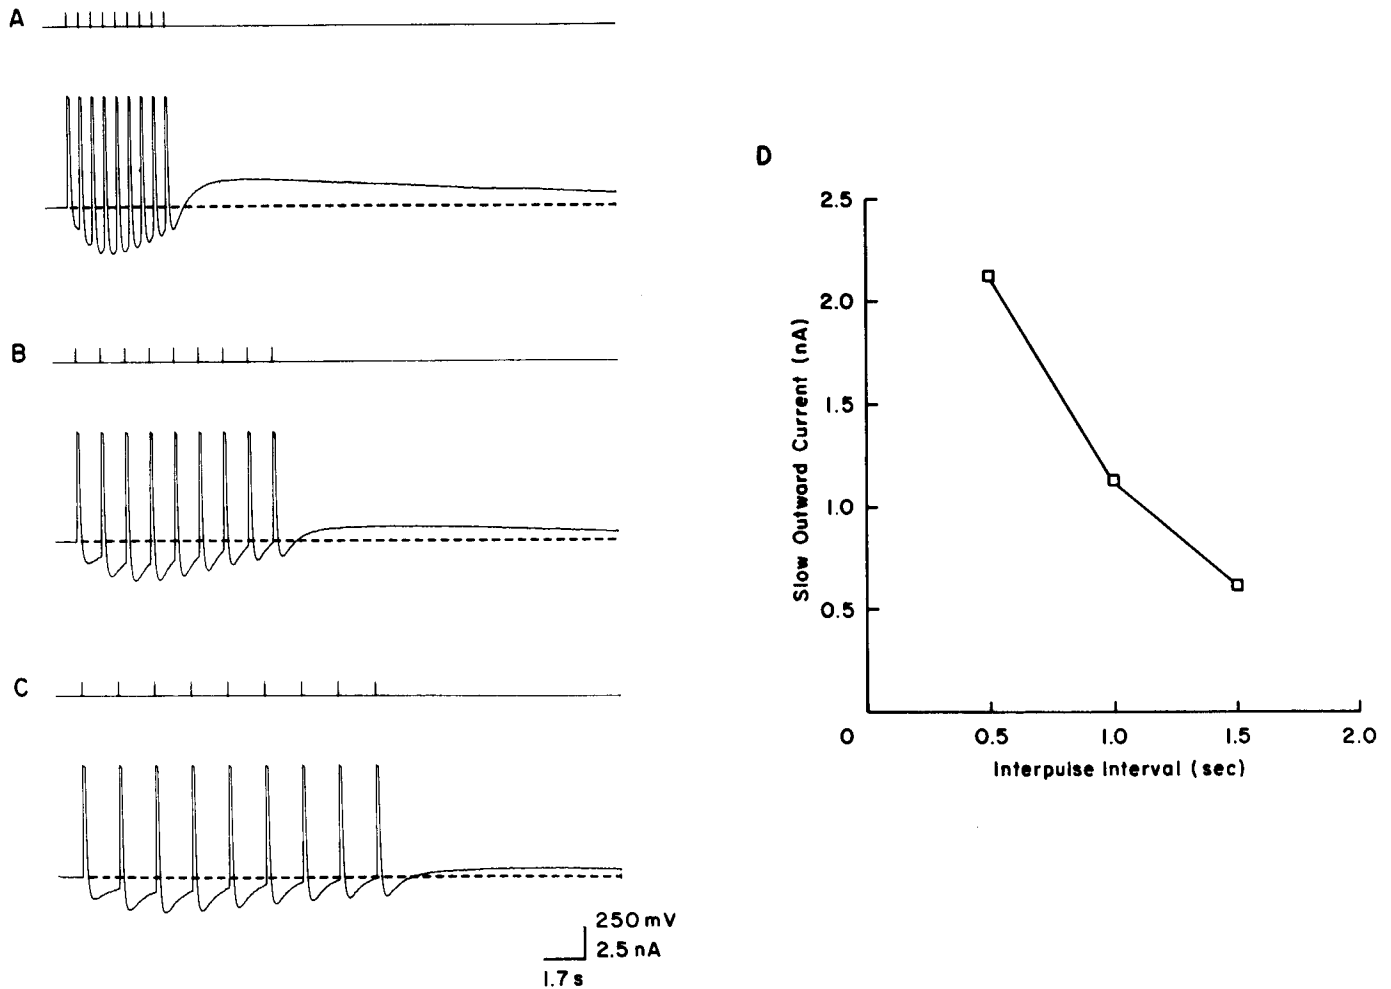 A
B
C
250 mV
2.5 nA
1.7 s
D
2.5
2.0
1.5
1.0
0.5
Slow Outward Current (nA)
0
0.5
1.0
1.5
2.0
Interpulse Interval (sec)